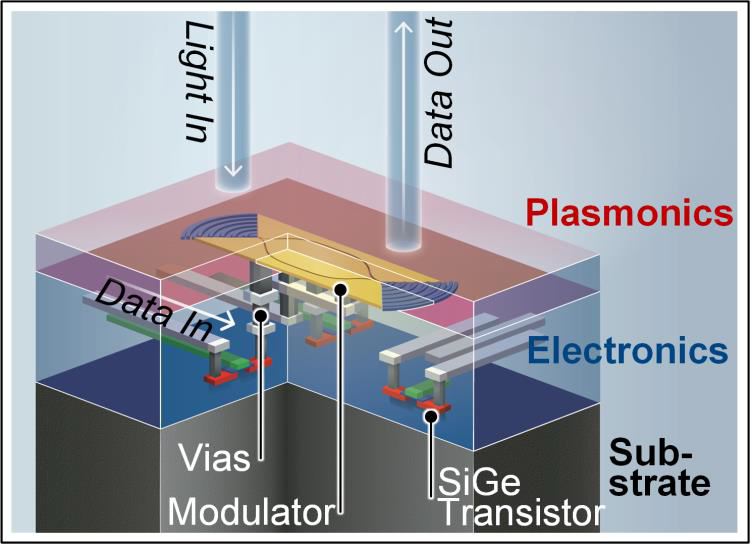 Light In
Data Out
Plasmonics
Data In
Electronics
Vias
Modulator
SiGe
Transistor
Sub-
strate